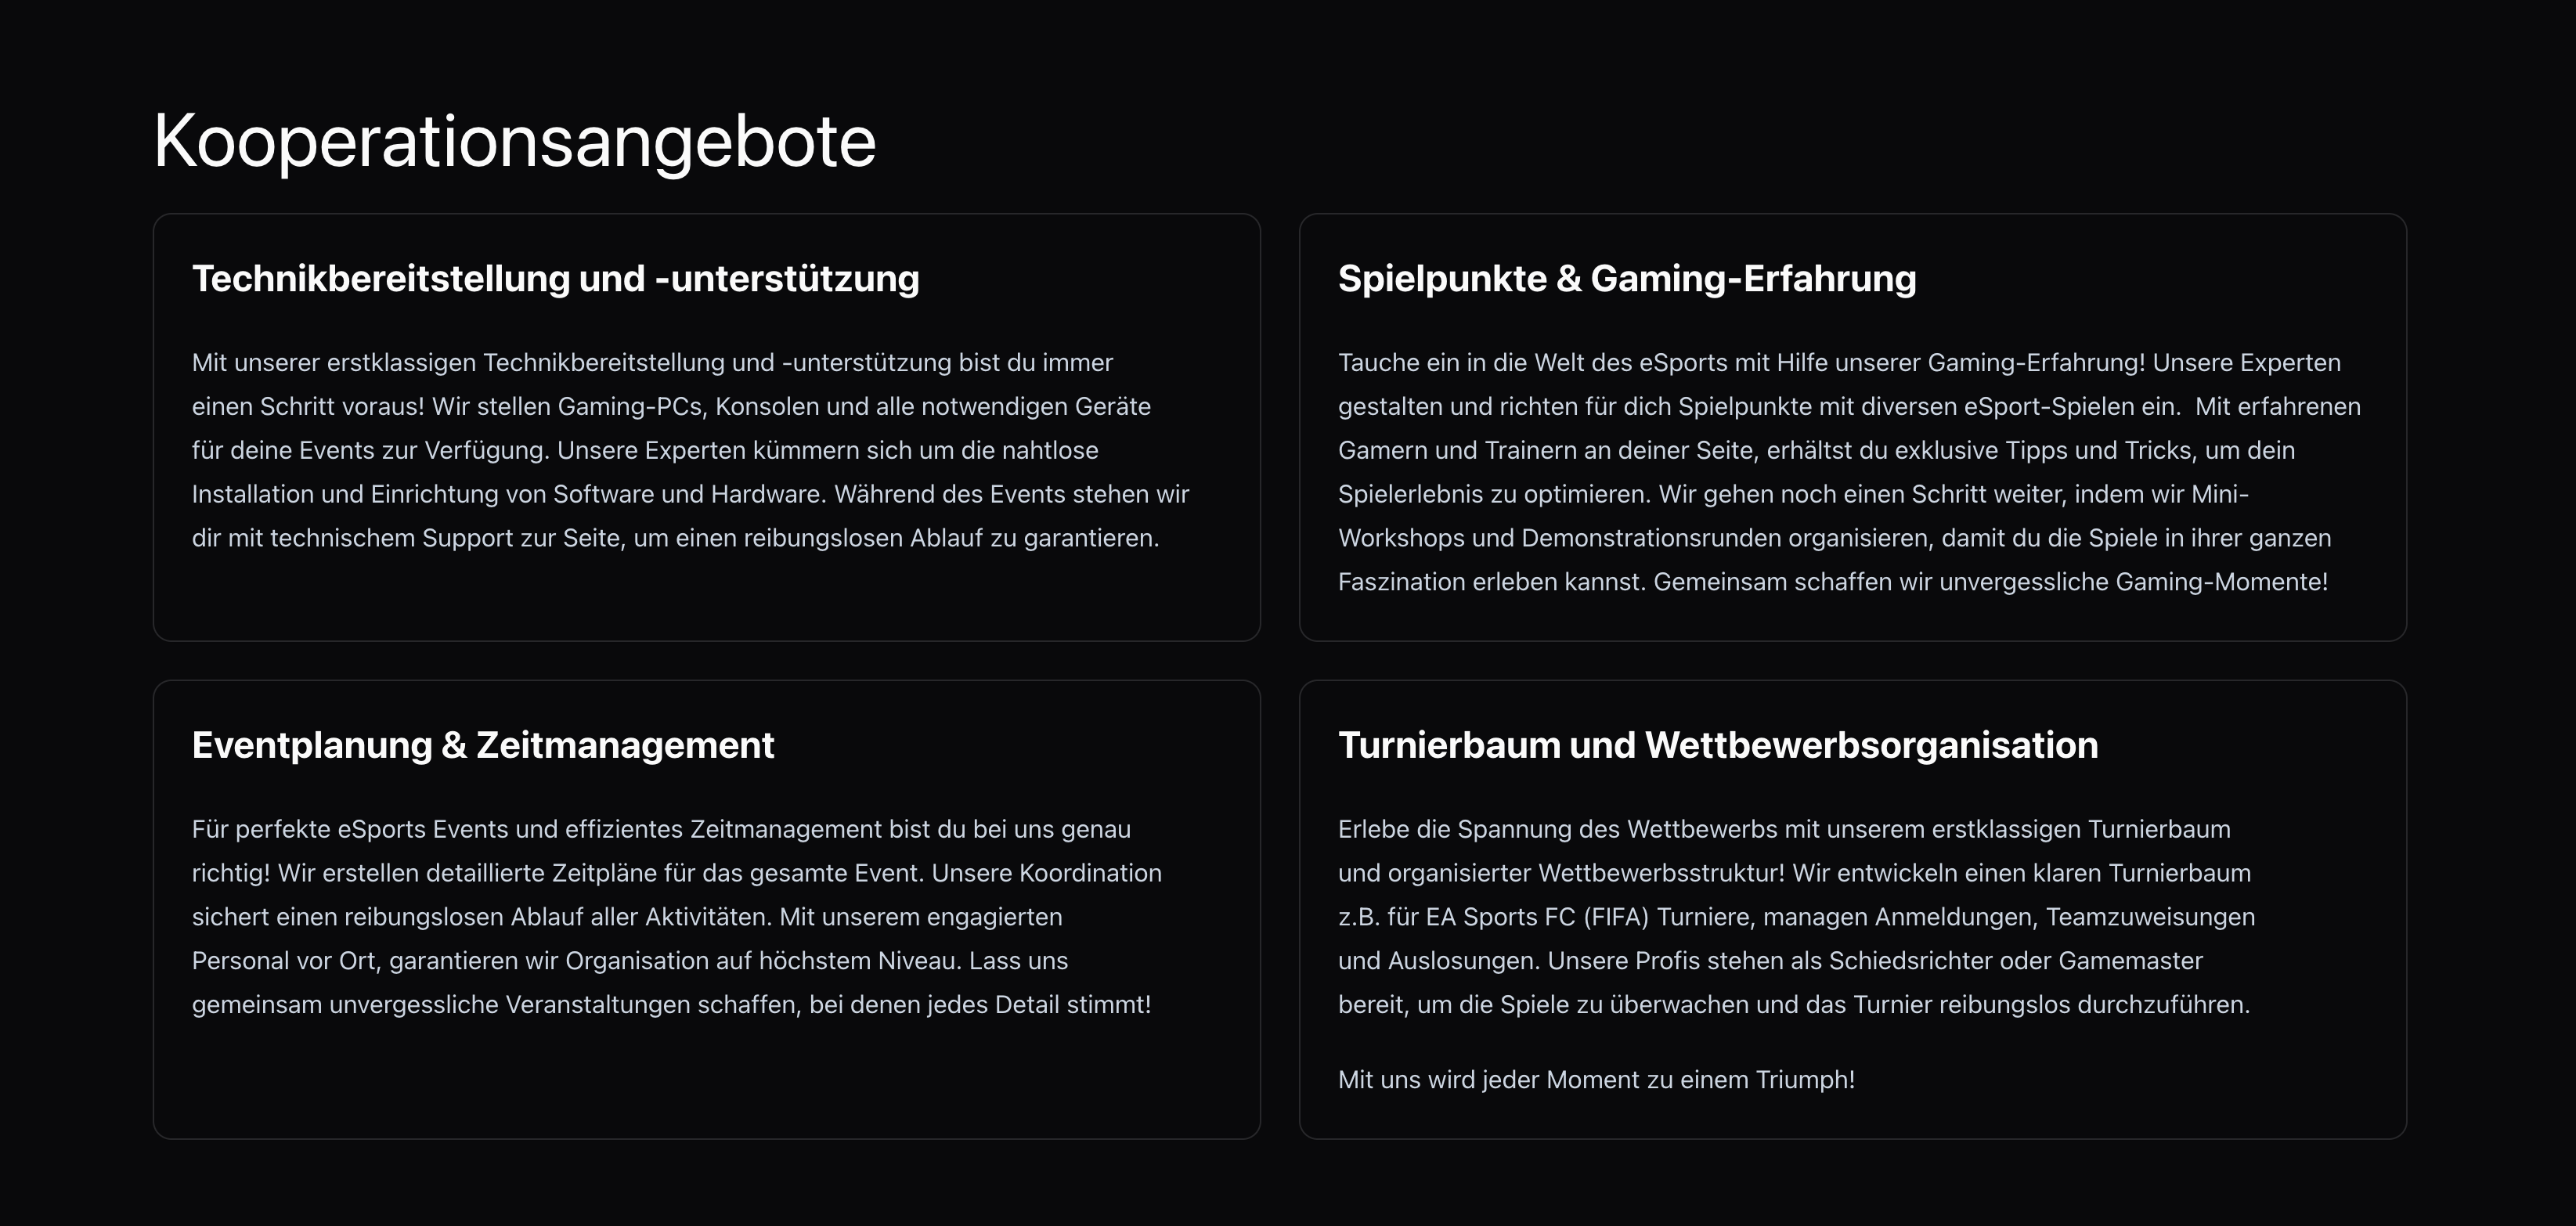 Kooperationsangebote
Technikbereitstellung und -unterstützung
Mit unserer erstklassigen Technikbereitstellung und -unterstützung bist du immer
einen Schritt voraus! Wir stellen Gaming-PCs, Konsolen und alle notwendigen Geräte
für deine Events zur Verfügung. Unsere Experten kümmern sich um die nahtlose
Installation und Einrichtung von Software und Hardware. Während des Events stehen wir
dir mit technischem Support zur Seite, um einen reibungslosen Ablauf zu garantieren.
Spielpunkte & Gaming-Erfahrung
Tauche ein in die Welt des eSports mit Hilfe unserer Gaming-Erfahrung! Unsere Experten
gestalten und richten für dich Spielpunkte mit diversen eSport-Spielen ein.  Mit erfahrenen
Gamern und Trainern an deiner Seite, erhältst du exklusive Tipps und Tricks, um dein
Spielerlebnis zu optimieren. Wir gehen noch einen Schritt weiter, indem wir Mini-
Workshops und Demonstrationsrunden organisieren, damit du die Spiele in ihrer ganzen
Faszination erleben kannst. Gemeinsam schaffen wir unvergessliche Gaming-Momente!
Eventplanung & Zeitmanagement
Für perfekte eSports Events und effizientes Zeitmanagement bist du bei uns genau
richtig! Wir erstellen detaillierte Zeitpläne für das gesamte Event. Unsere Koordination
sichert einen reibungslosen Ablauf aller Aktivitäten. Mit unserem engagierten
Personal vor Ort, garantieren wir Organisation auf höchstem Niveau. Lass uns
gemeinsam unvergessliche Veranstaltungen schaffen, bei denen jedes Detail stimmt!
Turnierbaum und Wettbewerbsorganisation
Erlebe die Spannung des Wettbewerbs mit unserem erstklassigen Turnierbaum
und organisierter Wettbewerbsstruktur! Wir entwickeln einen klaren Turnierbaum
z.B. für EA Sports FC (FIFA) Turniere, managen Anmeldungen, Teamzuweisungen
und Auslosungen. Unsere Profis stehen als Schiedsrichter oder Gamemaster
bereit, um die Spiele zu überwachen und das Turnier reibungslos durchzuführen.
Mit uns wird jeder Moment zu einem Triumph!